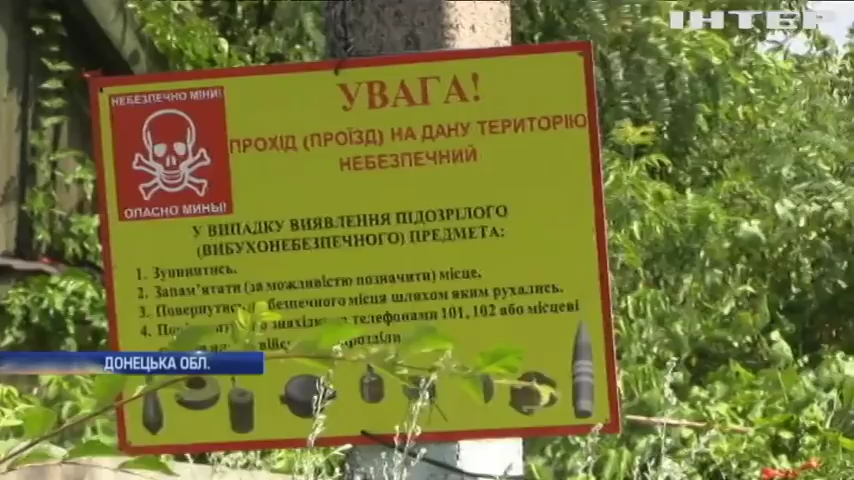 ІНТЕР
НЕБЕЗПЕЧНО МІНИ!
ОПАСНО МИНЫ!
УВАГА!
ПРОХІД (ПРОЇЗД) НА ДАНУ ТЕРИТОРІЮ
НЕБЕЗПЕЧНИЙ
У ВИПАДКУ ВИЯВЛЕННЯ ПІДОЗРІЛОГО
(ВИБУХОНЕБЕЗПЕЧНОГО) ПРЕДМЕТА:
1. Зупинитись.
2. Запам'ятати (за можливістю позначити) місце.
3. Повернутись безпечного місця шляхом яким рухались.
4. телефонами 101, 102 або місцеві
ДОНЕЦЬКА ОБЛ.